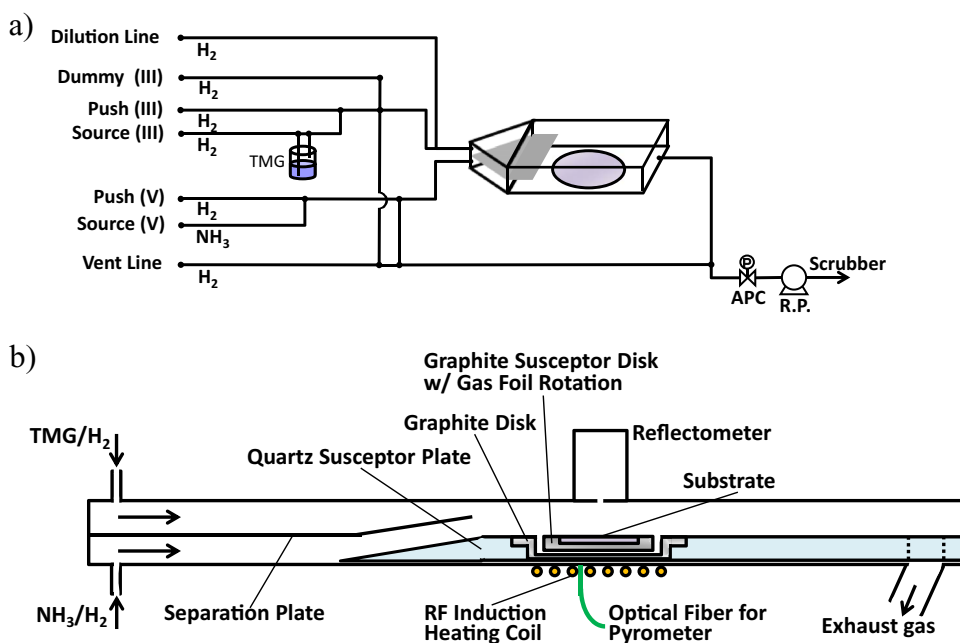 a)
Dilution Line
H₂
Dummy (III)
H₂
Push (III)
H₂
Source (III)
H₂
TMG
Push (V)
H₂
Source (V)
NH₃
Vent Line
H₂
P
APC
R.P.
Scrubber
b)
Graphite Susceptor Disk
w/ Gas Foil Rotation
Graphite Disk
Reflectometer
TMG/H₂
Quartz Susceptor Plate
Substrate
NH₃/H₂
Separation Plate
RF Induction
Heating Coil
Optical Fiber for
Pyrometer
Exhaust gas